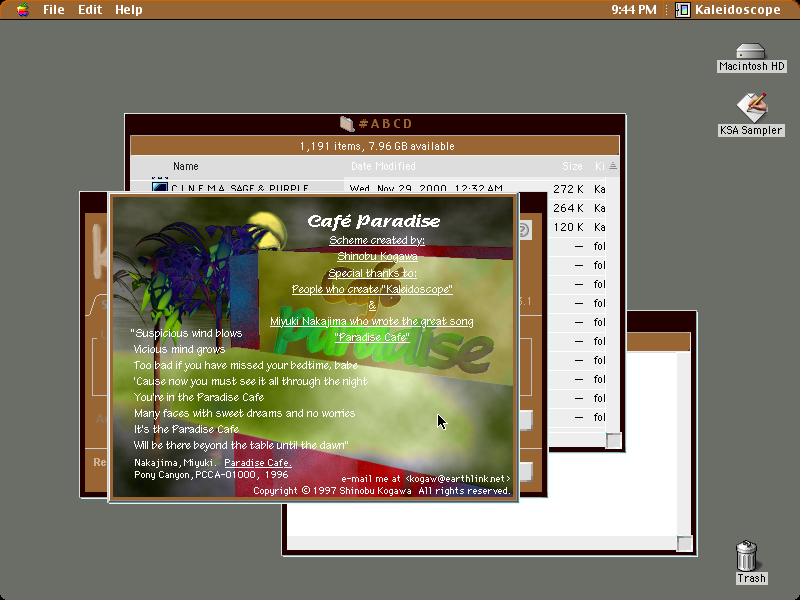 File Edit Help
9:44 PM Kaleidoscope
Macintosh HD
KSA Sampler
#ABCD
1,191 items, 7.96 GB available
Name Date Modified Size Ki
C I N E M A SAGE & PURPLE Wed, Nov 29, 2000, 12:32 AM 272 K Ka
264 K Ka
120 K Ka
— fol
— fol
— fol
— fol
— fol
— fol
— fol
— fol
— fol
— fol
Café Paradise
Scheme created by:
Shinobu Kogawa
Special thanks to:
People who create "Kaleidoscope"
&
Miyuki Nakajima who wrote the great song
"Paradise Cafe"
Paradise
"Suspicious wind blows
Vicious mind grows
Too bad if you have missed your bedtime, babe
'Cause now you must see it all through the night
You're in the Paradise Cafe
Many faces with sweet dreams and no worries
It's the Paradise Cafe
Will be there beyond the table until the dawn"
Nakajima, Miyuki. Paradise Cafe.
Pony Canyon, PCCA-01000, 1996
e-mail me at <kogaw@earthlink.net>
Copyright © 1997 Shinobu Kogawa All rights reserved.
Re
Trash